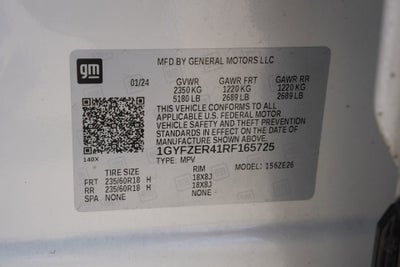 gm
MFD BY GENERAL MOTORS LLC
01/24 GVWR GAWR FRT GAWR RR
2350 KG 1220 KG 1220 KG
5180 LB 2689 LB 2689 LB
THIS VEHICLE CONFORMS TO ALL
APPLICABLE U.S. FEDERAL MOTOR
VEHICLE SAFETY AND THEFT PREVENTION
STANDARDS IN EFFECT ON THE DATE OF
MANUFACTURE SHOWN ABOVE.
1GYFZER41RF165725
140X
TYPE: MPV MODEL: 156ZE26
TIRE SIZE RIM
FRT 235/60R18 H 18X8J
RR 235/60R18 H 18X8J
SPA NONE NONE